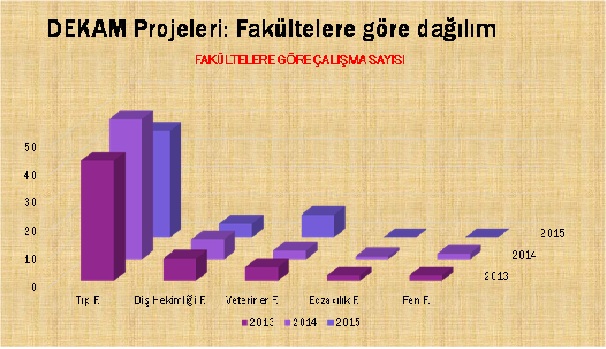 DEKAM Projeleri: Fakültelere göre dağılım
FAKÜLTELERE GÖRE ÇALIŞMA SAYISI
50
40
30
20
10
0
2015
2014
2013
Tıp F.
Diş Hekimliği F.
Veteriner F.
Eczacılık F.
Fen F.
2013
2014
2015